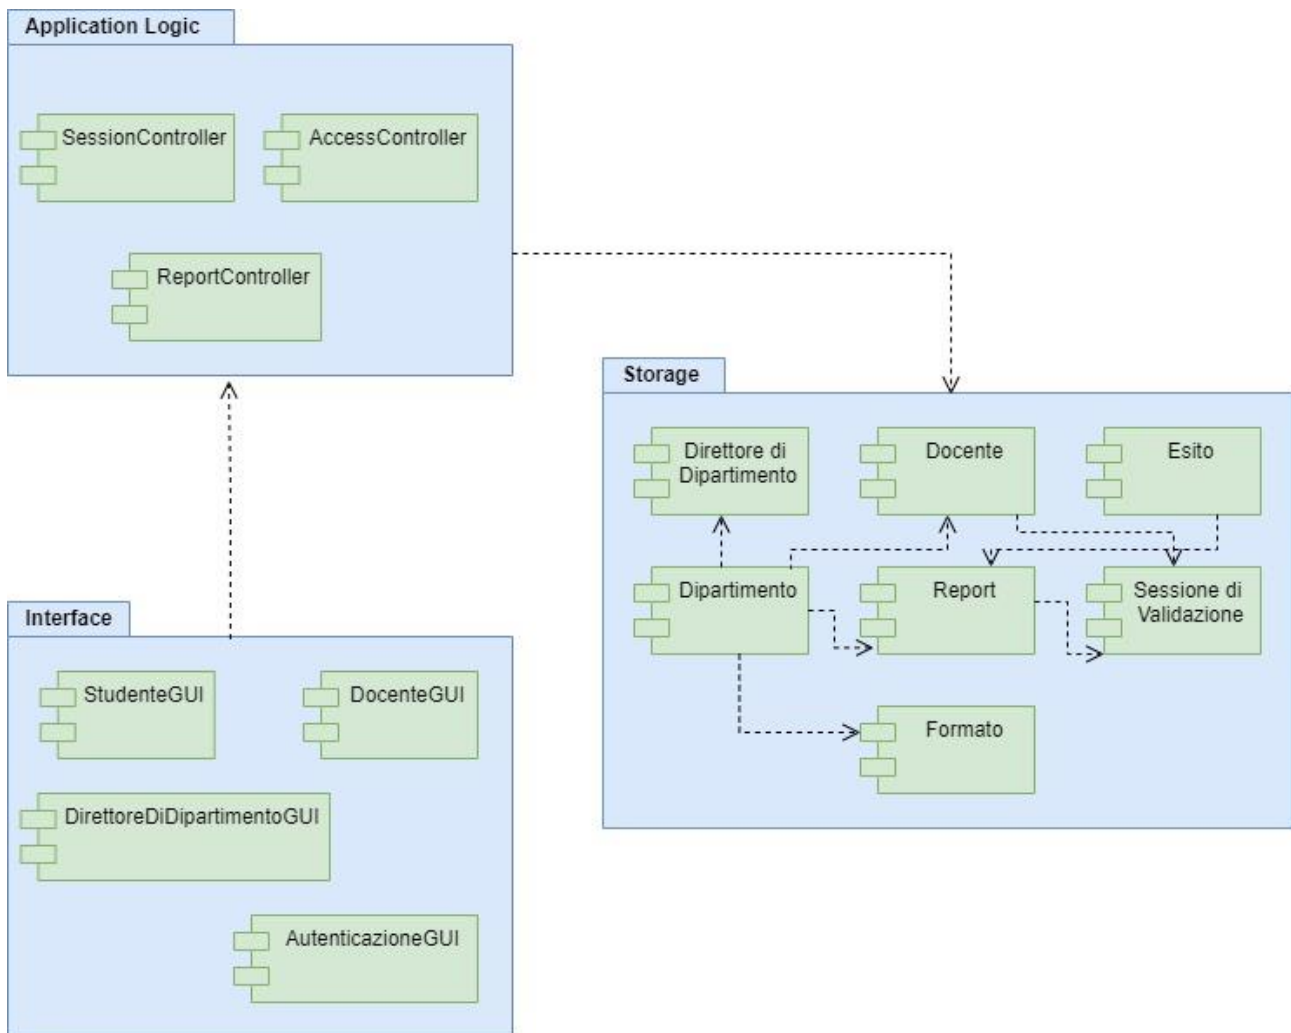 Application Logic
SessionController
AccessController
ReportController
Storage
Direttore di
Dipartimento
Docente
Esito
Dipartimento
Report
Sessione di
Validazione
Formato
Interface
StudenteGUI
DocenteGUI
DirettoreDiDipartimentoGUI
AutenticazioneGUI